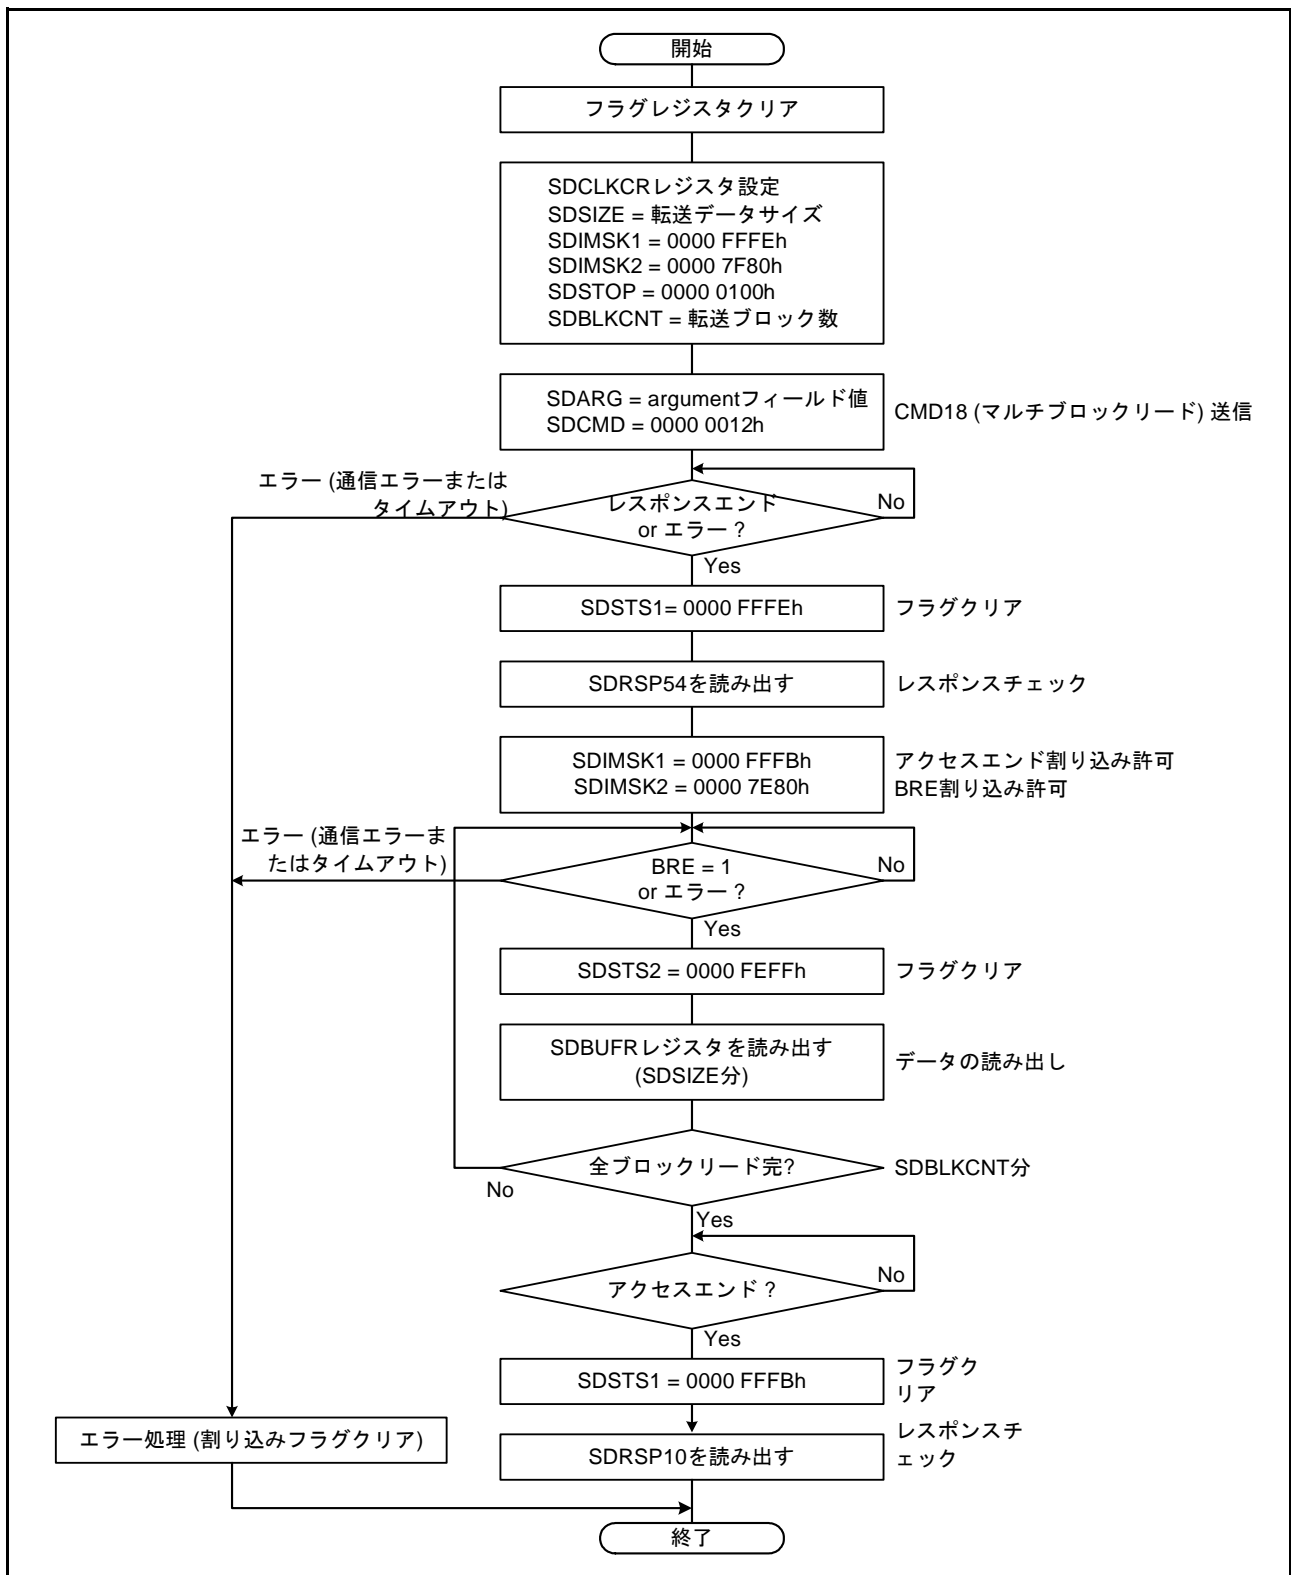 開始
フラグレジスタクリア
SDCLKCRレジスタ設定
SDSIZE = 転送データサイズ
SDIMSK1 = 0000 FFFEh
SDIMSK2 = 0000 7F80h
SDSTOP = 0000 0100h
SDBLKCNT = 転送ブロック数
SDARG = argumentフィールド値
SDCMD = 0000 0012h
CMD18 (マルチブロックリード) 送信
エラー (通信エラーまたは
タイムアウト)
レスポンスエンド
or エラー ?
No
Yes
SDSTS1= 0000 FFFEh
フラグクリア
SDRSP54を読み出す
レスポンスチェック
SDIMSK1 = 0000 FFFBh
SDIMSK2 = 0000 7E80h
アクセスエンド割り込み許可
BRE割り込み許可
エラー (通信エラーま
たはタイムアウト)
BRE = 1
or エラー ?
No
Yes
SDSTS2 = 0000 FEFFh
フラグクリア
SDBUFRレジスタを読み出す
(SDSIZE分)
データの読み出し
全ブロックリード完?
SDBLKCNT分
No
Yes
アクセスエンド ?
No
Yes
SDSTS1 = 0000 FFFBh
フラグク
リア
エラー処理 (割り込みフラグクリア)
SDRSP10を読み出す
レスポンスチ
ェック
終了